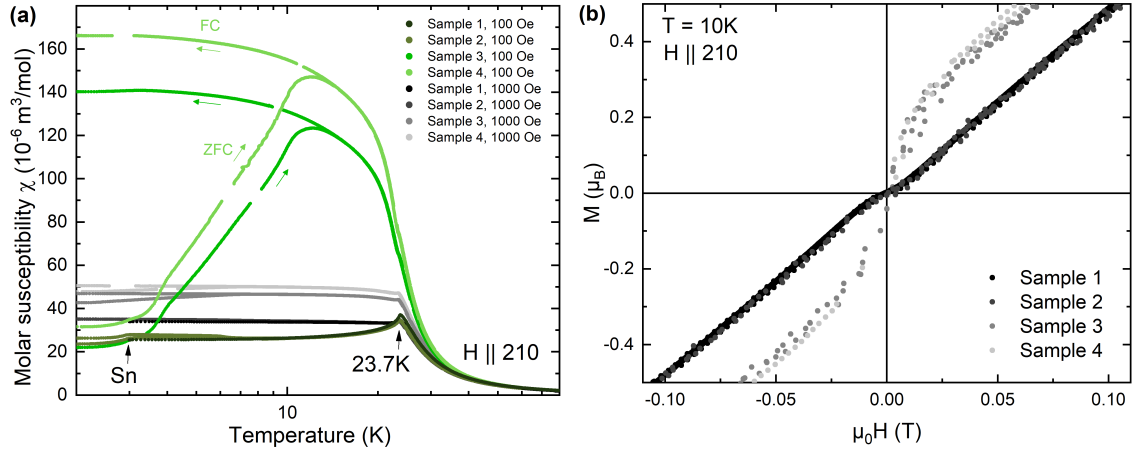 (a)
Molar susceptibility χ (10⁻⁶ m³/mol)
160
140
120
100
80
60
40
20
0
FC
ZFC
Sample 1, 100 Oe
Sample 2, 100 Oe
Sample 3, 100 Oe
Sample 4, 100 Oe
Sample 1, 1000 Oe
Sample 2, 1000 Oe
Sample 3, 1000 Oe
Sample 4, 1000 Oe
Sn
23.7K
H || 210
10
Temperature (K)
(b)
T = 10K
H || 210
M (μB)
0.4
0.2
0.0
-0.2
-0.4
Sample 1
Sample 2
Sample 3
Sample 4
-0.10
-0.05
0.00
0.05
0.10
μ₀H (T)